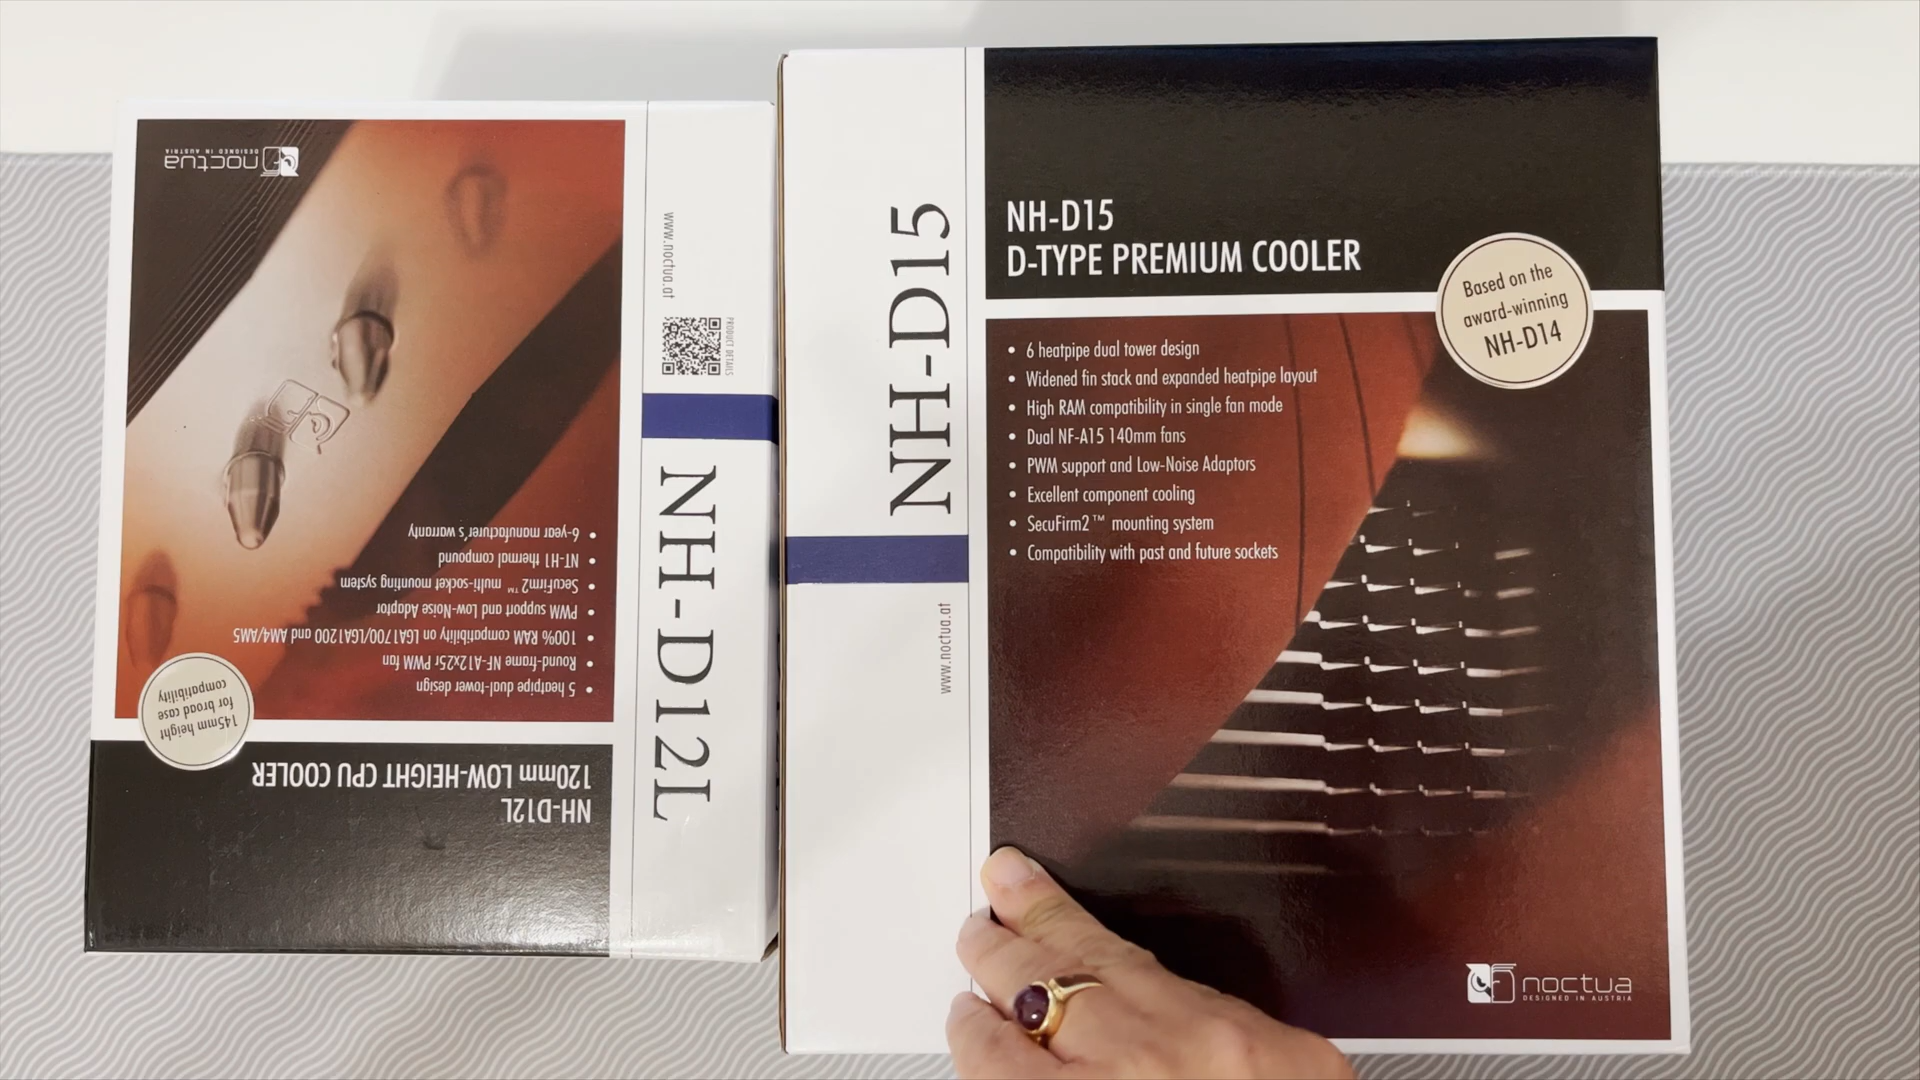 noctua
DESIGNED IN AUSTRIA
NH-D12L
120mm LOW-HEIGHT CPU COOLER
145mm height
for broad case
compatibility
• 5 heatpipe dual-tower design
• Round-frame NF-A12x25r PWM fan
• 100% RAM compatibility on LGA1700/LGA1200 and AM4/AM5
• PWM support and Low-Noise Adaptor
• SecuFirm2™ multi-socket mounting system
• NT-H1 thermal compound
• 6-year manufacturer's warranty
www.noctua.at
PRODUCT DETAILS
NH-D12L
NH-D15
www.noctua.at
NH-D15
D-TYPE PREMIUM COOLER
Based on the
award-winning
NH-D14
• 6 heatpipe dual tower design
• Widened fin stack and expanded heatpipe layout
• High RAM compatibility in single fan mode
• Dual NF-A15 140mm fans
• PWM support and Low-Noise Adaptors
• Excellent component cooling
• SecuFirm2™ mounting system
• Compatibility with past and future sockets
noctua
DESIGNED IN AUSTRIA